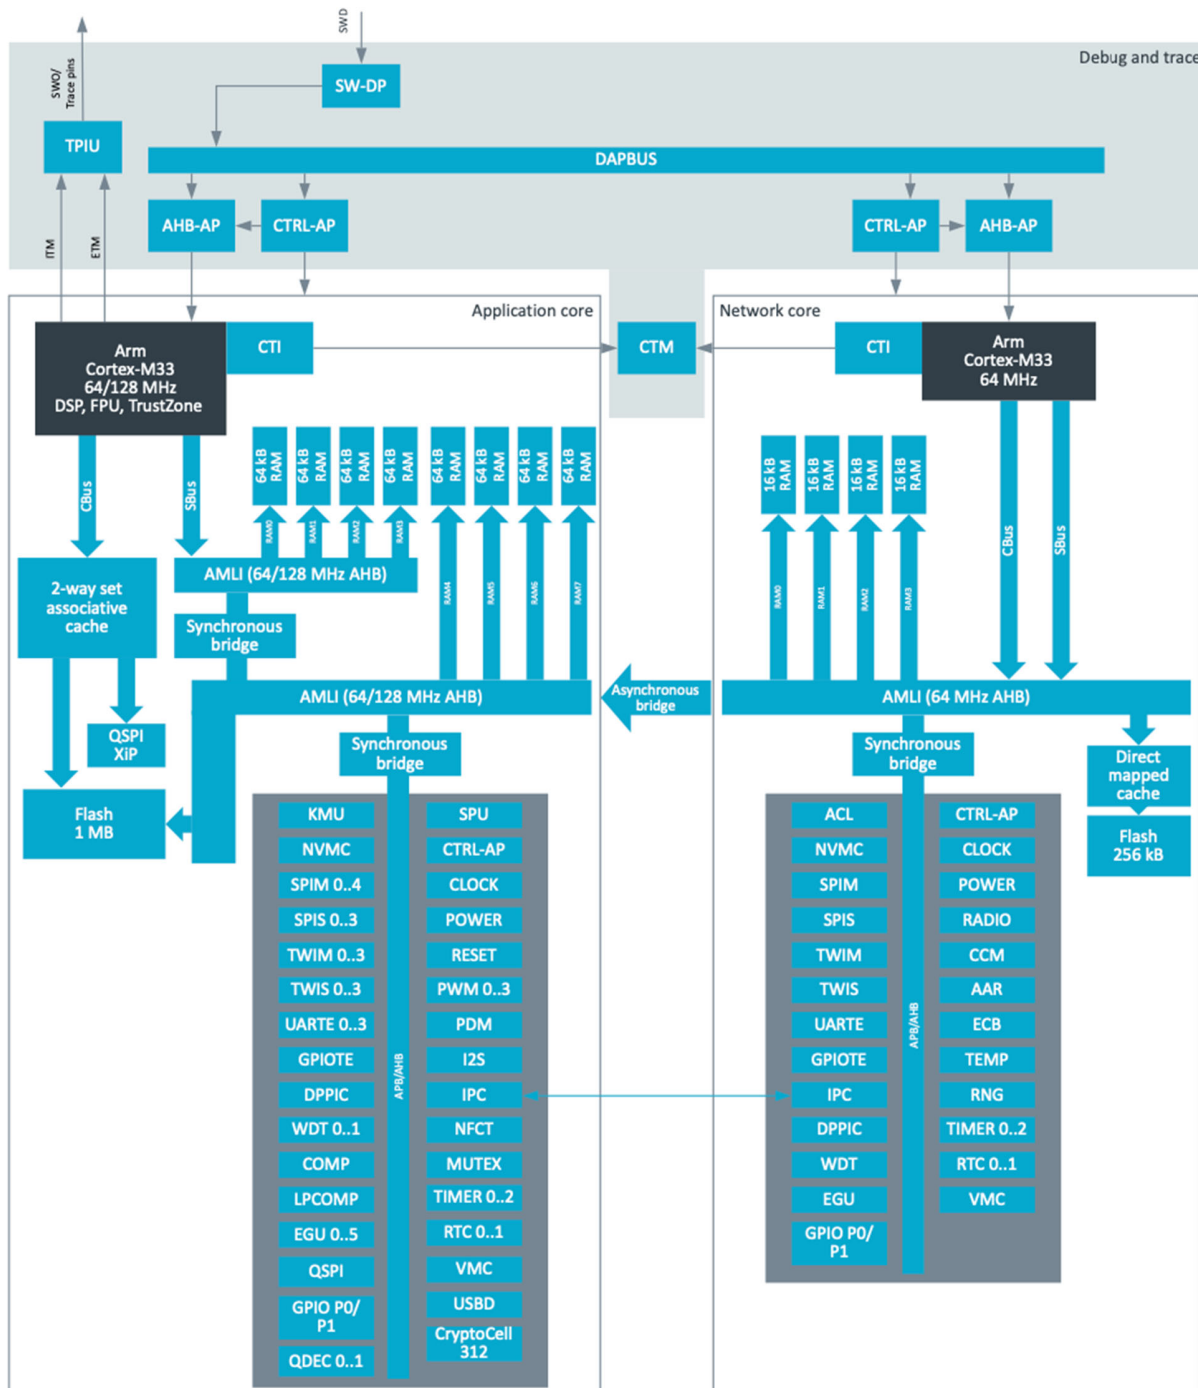 SWD
Debug and trace
SWO/
Trace pins
SW-DP
TPIU
DAPBUS
AHB-AP
CTRL-AP
CTRL-AP
AHB-AP
ITM
ETM
Application core
Network core
Arm
Cortex-M33
64/128 MHz
DSP, FPU, TrustZone
CTI
CTM
CTI
Arm
Cortex-M33
64 MHz
CBus
SBus
64 kB
RAM
64 kB
RAM
64 kB
RAM
64 kB
RAM
64 kB
RAM
64 kB
RAM
64 kB
RAM
64 kB
RAM
RAM0
RAM1
RAM2
RAM3
RAM4
RAM5
RAM6
RAM7
16 kB
RAM
16 kB
RAM
16 kB
RAM
16 kB
RAM
RAM0
RAM1
RAM2
RAM3
CBus
SBus
2-way set
associative
cache
AMLI (64/128 MHz AHB)
Synchronous
bridge
AMLI (64/128 MHz AHB)
Asynchronous
bridge
AMLI (64 MHz AHB)
QSPI
XiP
Synchronous
bridge
Synchronous
bridge
Direct
mapped
cache
Flash
1 MB
Flash
256 kB
KMU
NVMC
SPIM 0..4
SPIS 0..3
TWIM 0..3
TWIS 0..3
UARTE 0..3
GPIOTE
DPPIC
WDT 0..1
COMP
LPCOMP
EGU 0..5
QSPI
GPIO P0/
P1
QDEC 0..1
APB/AHB
SPU
CTRL-AP
CLOCK
POWER
RESET
PWM 0..3
PDM
I2S
IPC
NFCT
MUTEX
TIMER 0..2
RTC 0..1
VMC
USBD
CryptoCell
312
ACL
NVMC
SPIM
SPIS
TWIM
TWIS
UARTE
GPIOTE
IPC
DPPIC
WDT
EGU
GPIO P0/
P1
APB/AHB
CTRL-AP
CLOCK
POWER
RADIO
CCM
AAR
ECB
TEMP
RNG
TIMER 0..2
RTC 0..1
VMC